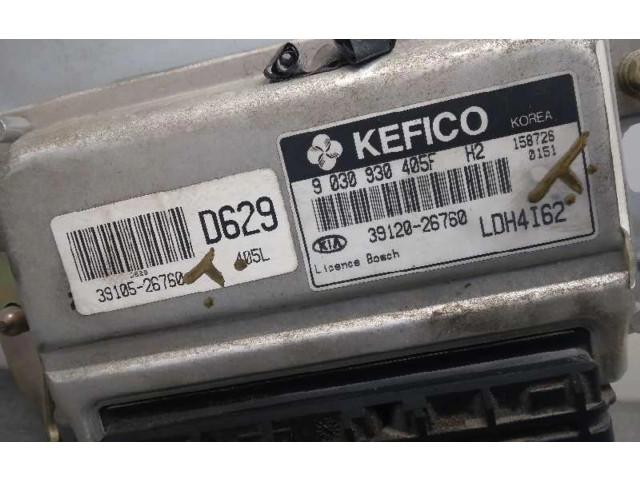 KEFICO KOREA
9 030 930 405F H2 158726
0151
KIA 39120-26760 LDH4I62
Licence Bosch
D629
D629
39105-26760 405L